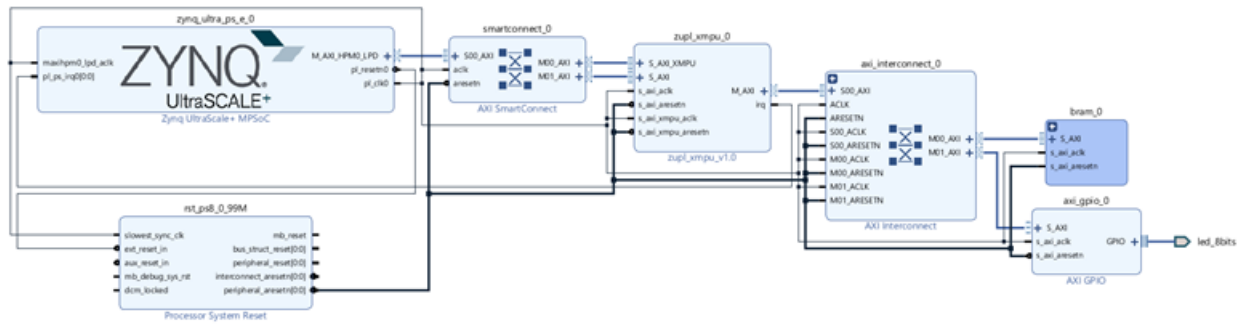 zynq_ultra_ps_e_0
maxihpm0_lpd_aclk
pl_ps_irq0[0:0]
ZYNQ
UltraSCALE+
M_AXI_HPM0_LPD
pl_resetn0
pl_clk0
Zynq UltraScale+ MPSoC
smartconnect_0
S00_AXI
aclk
aresetn
M00_AXI
M01_AXI
AXI SmartConnect
zupl_xmpu_0
S_AXI_XMPU
S_AXI
s_axi_aclk
s_axi_aresetn
s_axi_xmpu_aclk
s_axi_xmpu_aresetn
M_AXI
irq
zupl_xmpu_v1.0
axi_interconnect_0
S00_AXI
ACLK
ARESETN
S00_ACLK
S00_ARESETN
M00_ACLK
M00_ARESETN
M01_ACLK
M01_ARESETN
M00_AXI
M01_AXI
AXI Interconnect
bram_0
S_AXI
s_axi_aclk
s_axi_aresetn
axi_gpio_0
S_AXI
s_axi_aclk
s_axi_aresetn
GPIO
AXI GPIO
led_8bits
rst_ps8_0_99M
slowest_sync_clk
ext_reset_in
aux_reset_in
mb_debug_sys_rst
dcm_locked
mb_reset
bus_struct_reset[0:0]
peripheral_reset[0:0]
interconnect_aresetn[0:0]
peripheral_aresetn[0:0]
Processor System Reset